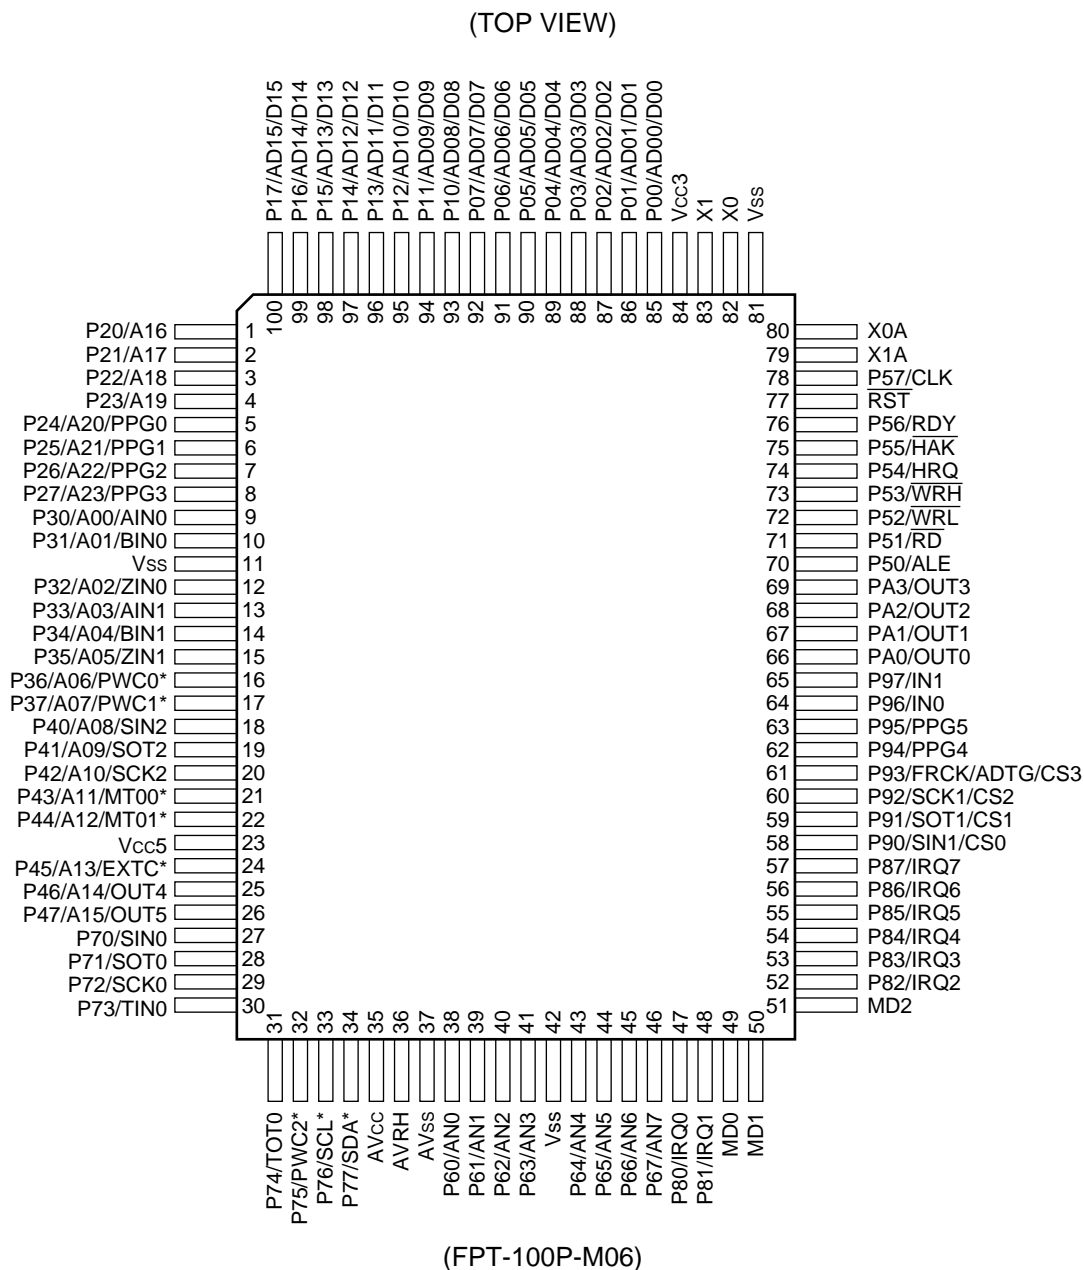 (TOP VIEW)
P17/AD15/D15
P16/AD14/D14
P15/AD13/D13
P14/AD12/D12
P13/AD11/D11
P12/AD10/D10
P11/AD09/D09
P10/AD08/D08
P07/AD07/D07
P06/AD06/D06
P05/AD05/D05
P04/AD04/D04
P03/AD03/D03
P02/AD02/D02
P01/AD01/D01
P00/AD00/D00
Vcc3
X1
X0
Vss
100
99
98
97
96
95
94
93
92
91
90
89
88
87
86
85
84
83
82
81
P20/A16 1
P21/A17 2
P22/A18 3
P23/A19 4
P24/A20/PPG0 5
P25/A21/PPG1 6
P26/A22/PPG2 7
P27/A23/PPG3 8
P30/A00/AIN0 9
P31/A01/BIN0 10
Vss 11
P32/A02/ZIN0 12
P33/A03/AIN1 13
P34/A04/BIN1 14
P35/A05/ZIN1 15
P36/A06/PWC0* 16
P37/A07/PWC1* 17
P40/A08/SIN2 18
P41/A09/SOT2 19
P42/A10/SCK2 20
P43/A11/MT00* 21
P44/A12/MT01* 22
Vcc5 23
P45/A13/EXTC* 24
P46/A14/OUT4 25
P47/A15/OUT5 26
P70/SIN0 27
P71/SOT0 28
P72/SCK0 29
P73/TIN0 30
80 X0A
79 X1A
78 P57/CLK
77 RST
76 P56/RDY
75 P55/HAK
74 P54/HRQ
73 P53/WRH
72 P52/WRL
71 P51/RD
70 P50/ALE
69 PA3/OUT3
68 PA2/OUT2
67 PA1/OUT1
66 PA0/OUT0
65 P97/IN1
64 P96/IN0
63 P95/PPG5
62 P94/PPG4
61 P93/FRCK/ADTG/CS3
60 P92/SCK1/CS2
59 P91/SOT1/CS1
58 P90/SIN1/CS0
57 P87/IRQ7
56 P86/IRQ6
55 P85/IRQ5
54 P84/IRQ4
53 P83/IRQ3
52 P82/IRQ2
51 MD2
31
32
33
34
35
36
37
38
39
40
41
42
43
44
45
46
47
48
49
50
P74/TOT0
P75/PWC2*
P76/SCL*
P77/SDA*
AVcc
AVRH
AVss
P60/AN0
P61/AN1
P62/AN2
P63/AN3
Vss
P64/AN4
P65/AN5
P66/AN6
P67/AN7
P80/IRQ0
P81/IRQ1
MD0
MD1
(FPT-100P-M06)